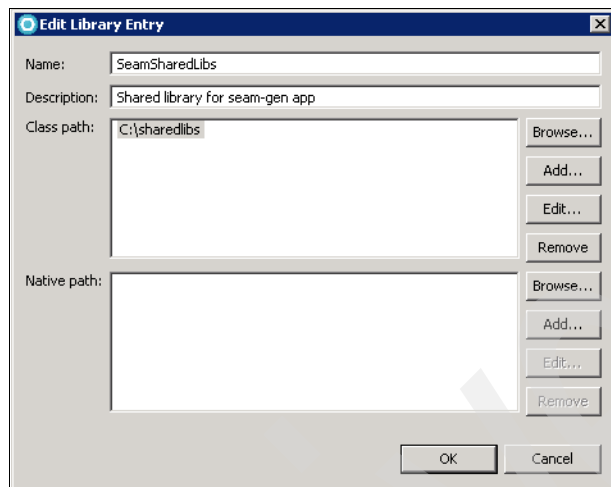 Edit Library Entry
Name: SeamSharedLibs
Description: Shared library for seam-gen app
Class path: C:\sharedlibs Browse...
Add...
Edit...
Remove
Native path: Browse...
Add...
Edit...
Remove
OK Cancel